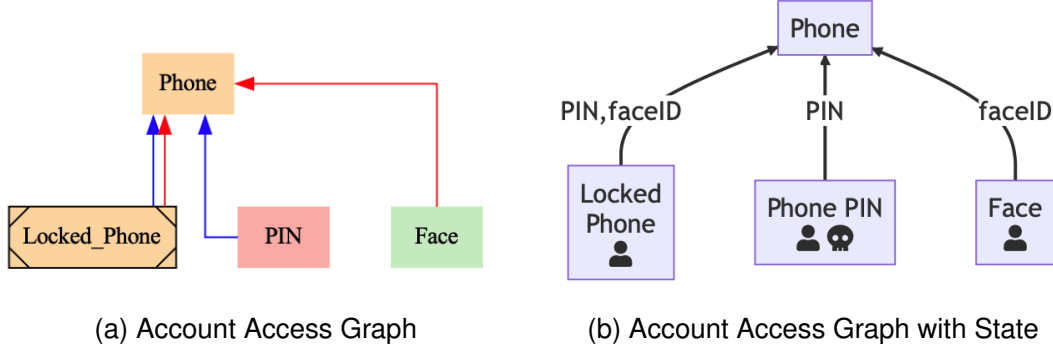 Phone
Locked_Phone
PIN
Face
(a) Account Access Graph
Phone
PIN,faceID
PIN
faceID
Locked
Phone
Phone PIN
Face
(b) Account Access Graph with State